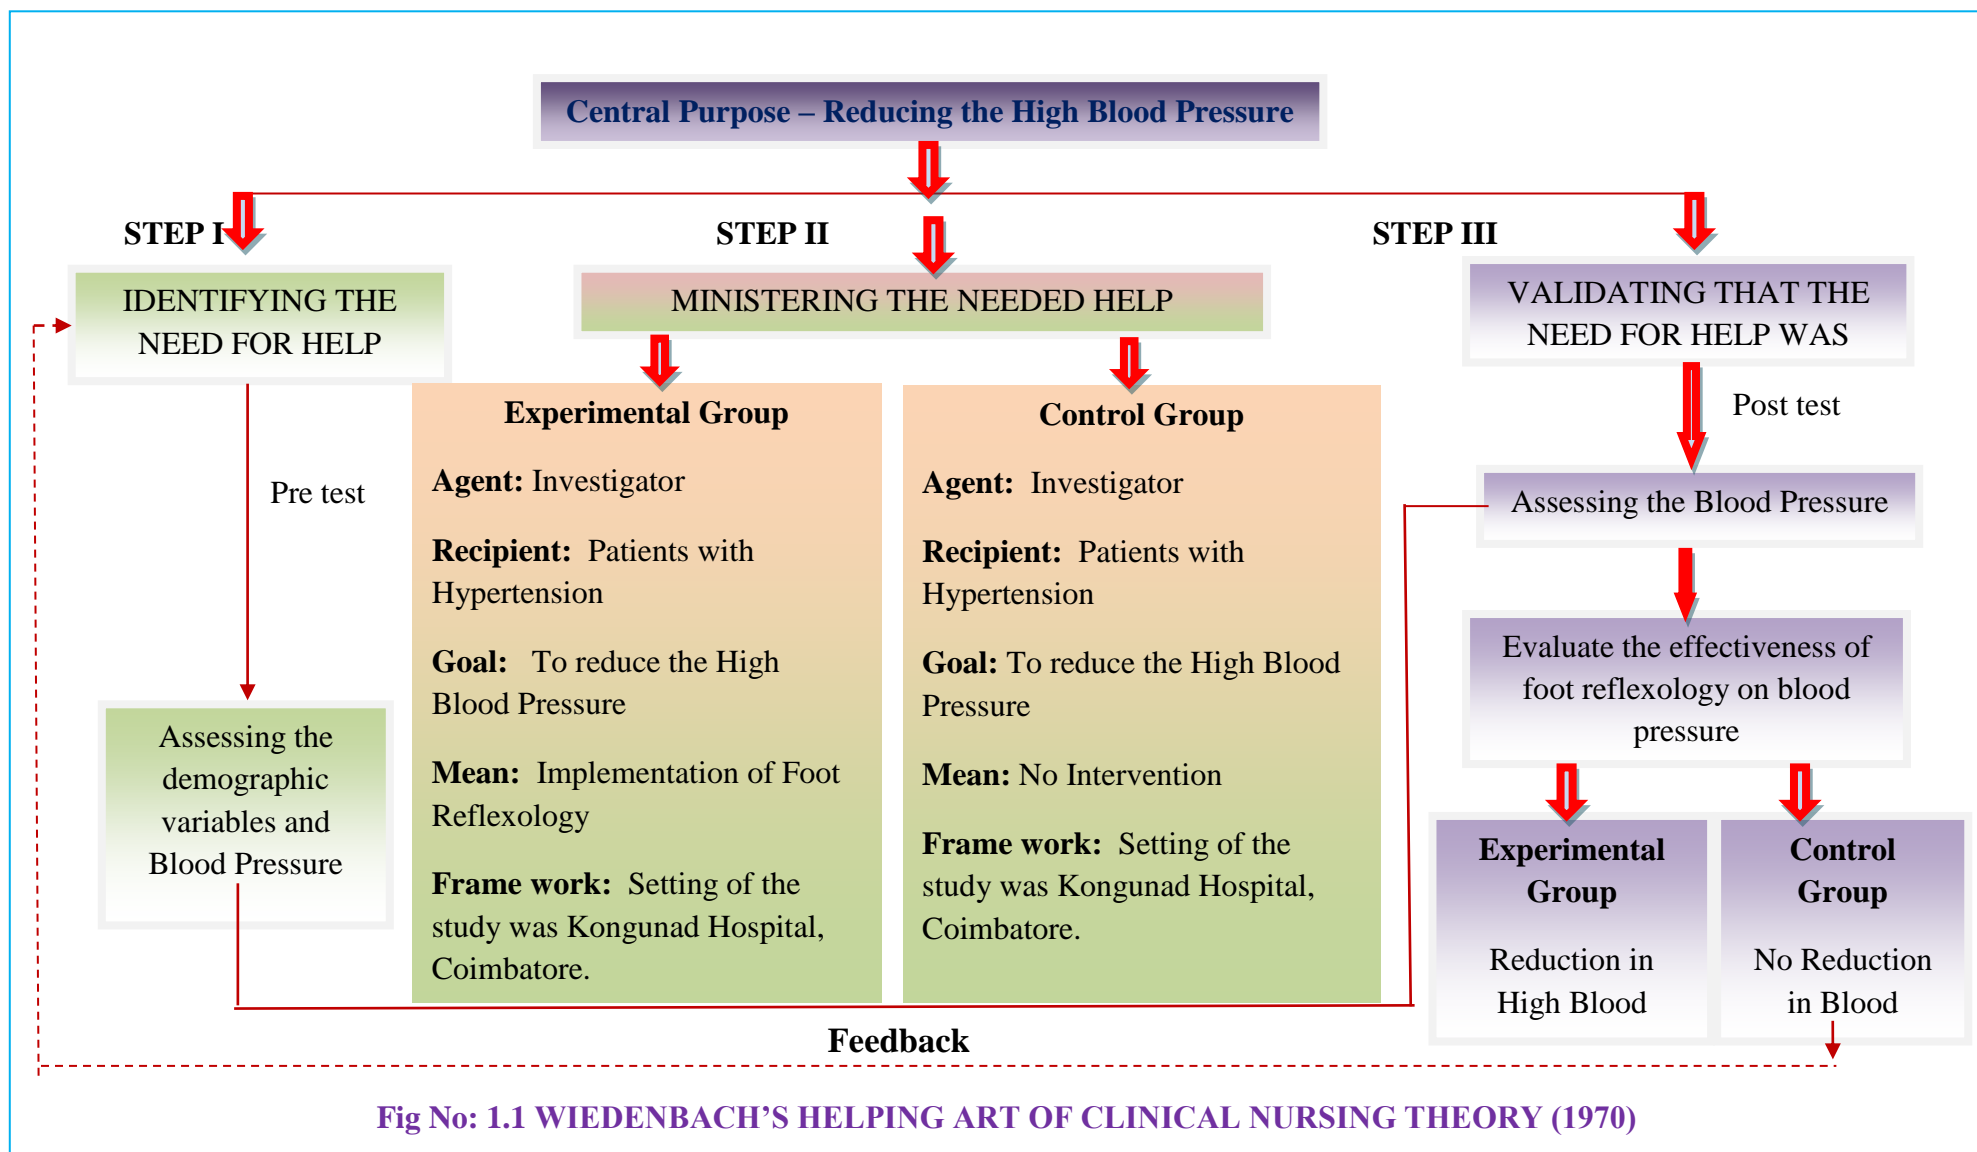 Central Purpose – Reducing the High Blood Pressure
STEP I
IDENTIFYING THE
NEED FOR HELP
Pre test
Assessing the
demographic
variables and
Blood Pressure
STEP II
MINISTERING THE NEEDED HELP
Experimental Group
Agent: Investigator
Recipient: Patients with
Hypertension
Goal: To reduce the High
Blood Pressure
Mean: Implementation of Foot
Reflexology
Frame work: Setting of the
study was Kongunad Hospital,
Coimbatore.
Control Group
Agent: Investigator
Recipient: Patients with
Hypertension
Goal: To reduce the High Blood
Pressure
Mean: No Intervention
Frame work: Setting of the
study was Kongunad Hospital,
Coimbatore.
STEP III
VALIDATING THAT THE
NEED FOR HELP WAS
Post test
Assessing the Blood Pressure
Evaluate the effectiveness of
foot reflexology on blood
pressure
Experimental
Group
Reduction in
High Blood
Control
Group
No Reduction
in Blood
Feedback
Fig No: 1.1 WIEDENBACH’S HELPING ART OF CLINICAL NURSING THEORY (1970)